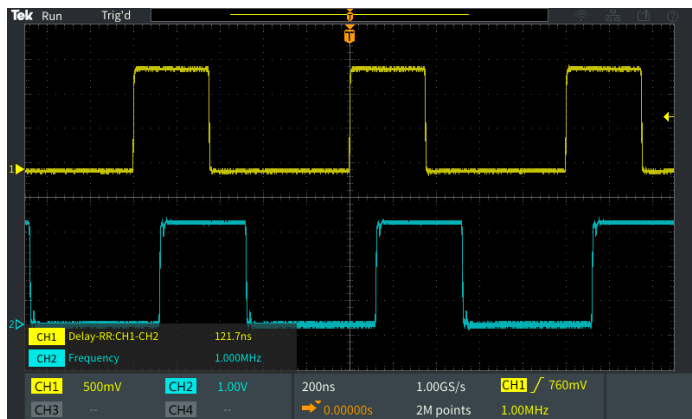 Tek Run Trig'd
T
T
1
2
CH1 Delay-RR:CH1-CH2 121.7ns
CH2 Frequency 1.000MHz
CH1 500mV CH2 1.00V 200ns 1.00GS/s CH1 760mV
CH3 -- CH4 -- 0.00000s 2M points 1.00MHz